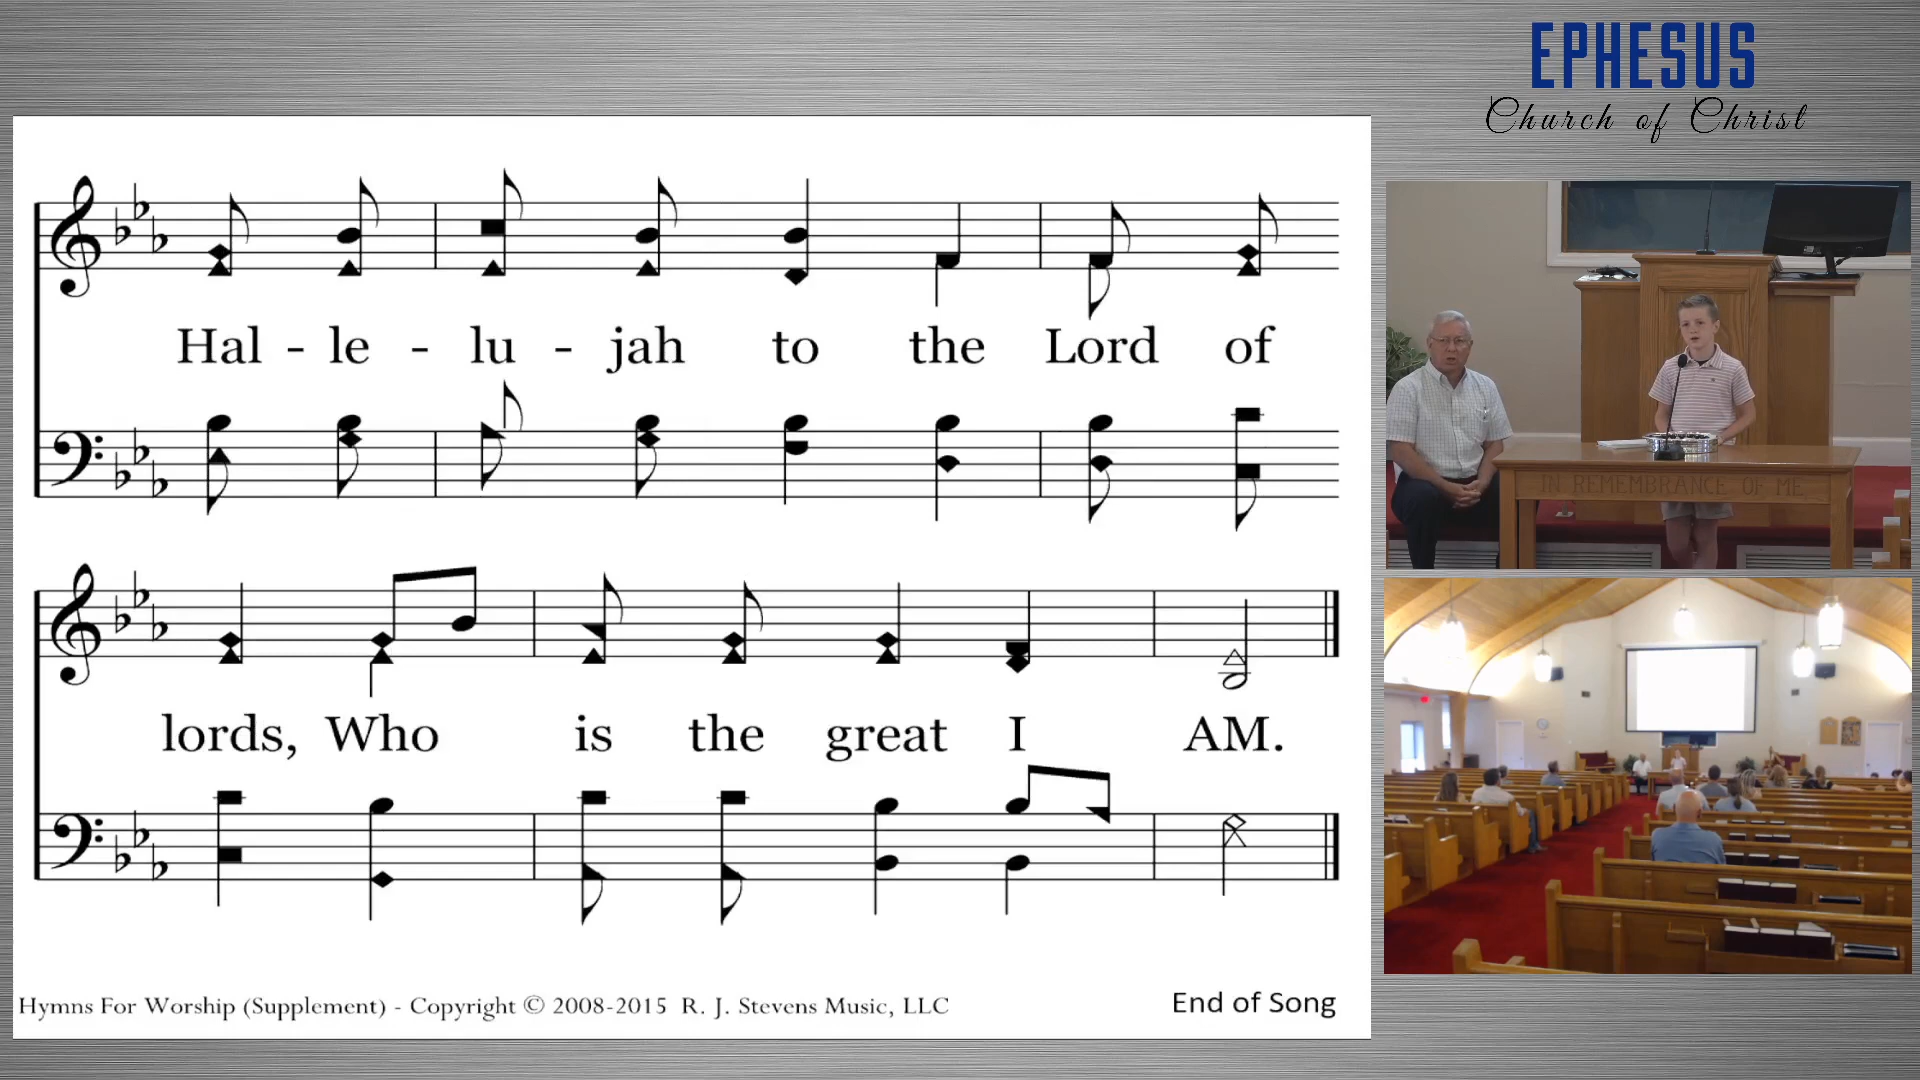 EPHESUS
Church of Christ
Hal - le - lu - jah to the Lord of
lords, Who is the great I AM.
Hymns For Worship (Supplement) - Copyright © 2008-2015 R. J. Stevens Music, LLC
End of Song
IN REMEMBRANCE OF ME